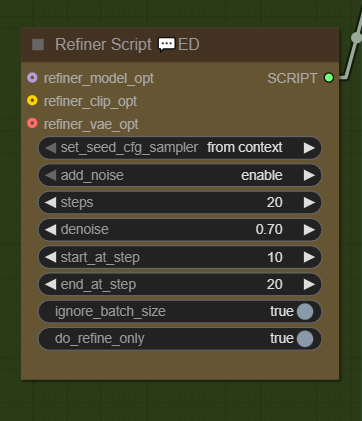 Refiner Script 💬ED
refiner_model_opt SCRIPT
refiner_clip_opt
refiner_vae_opt
set_seed_cfg_sampler from context
add_noise enable
steps 20
denoise 0.70
start_at_step 10
end_at_step 20
ignore_batch_size true
do_refine_only true